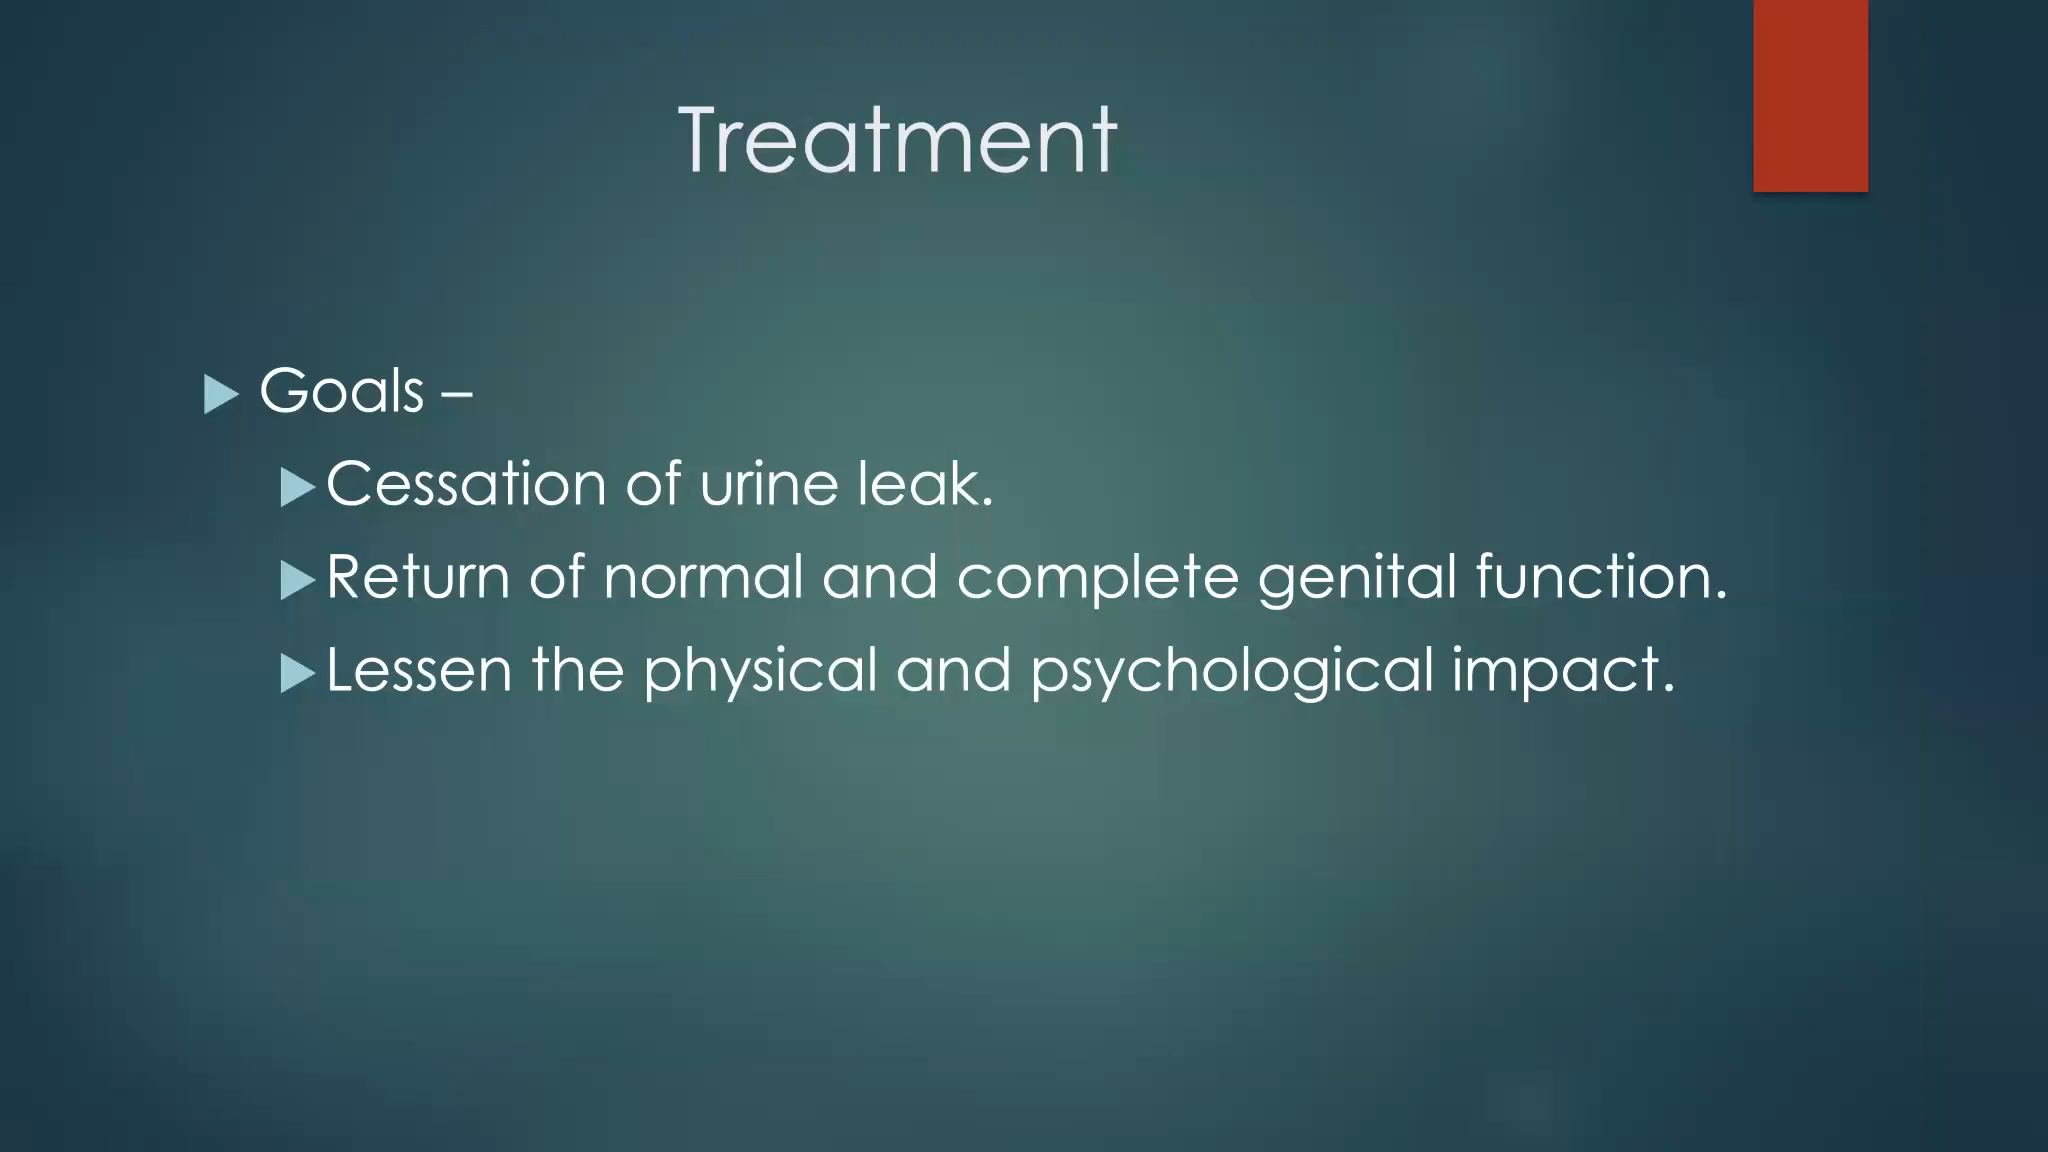 Treatment
Goals –
Cessation of urine leak.
Return of normal and complete genital function.
Lessen the physical and psychological impact.